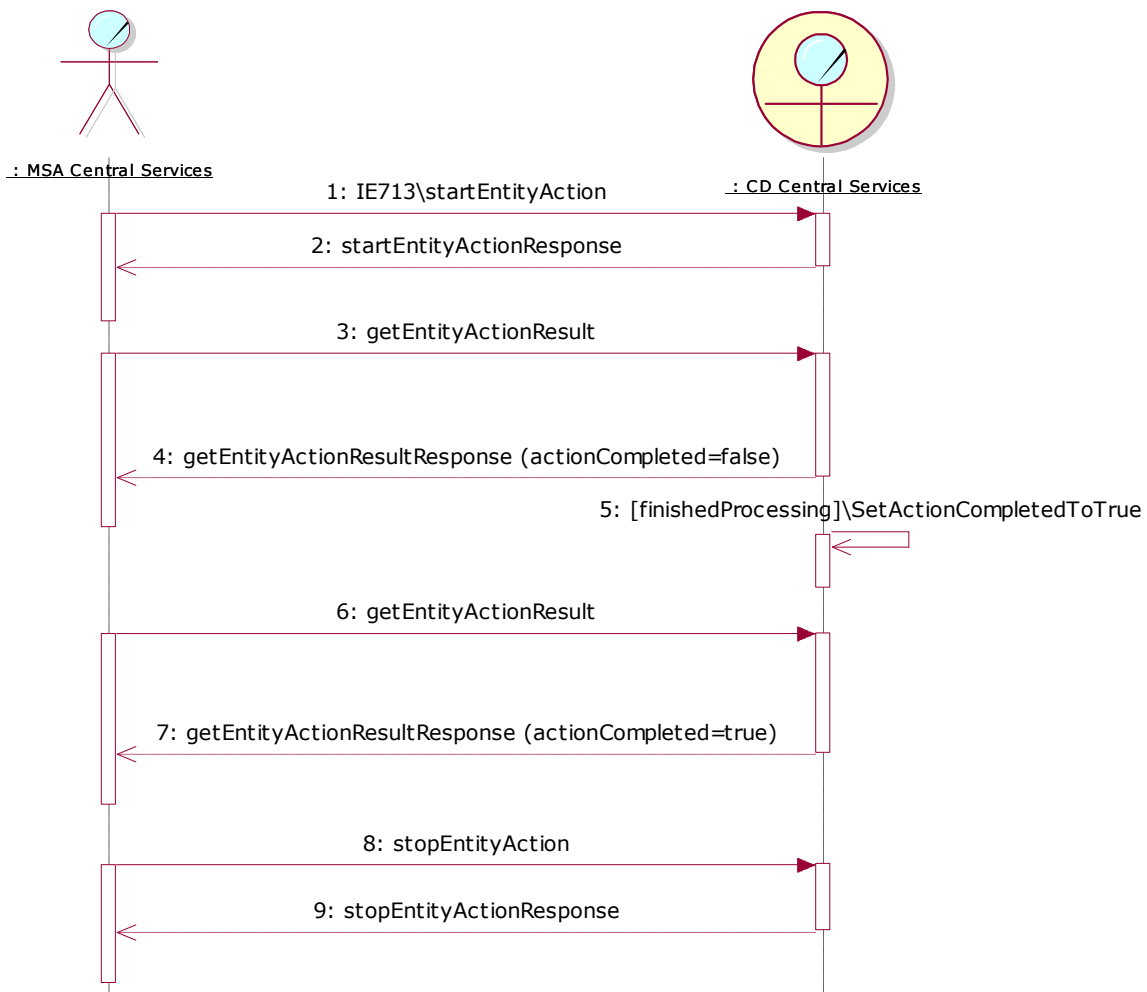 : MSA Central Services
: CD Central Services
1: IE713\startEntityAction
2: startEntityActionResponse
3: getEntityActionResult
4: getEntityActionResultResponse (actionCompleted=false)
5: [finishedProcessing]\SetActionCompletedToTrue
6: getEntityActionResult
7: getEntityActionResultResponse (actionCompleted=true)
8: stopEntityAction
9: stopEntityActionResponse